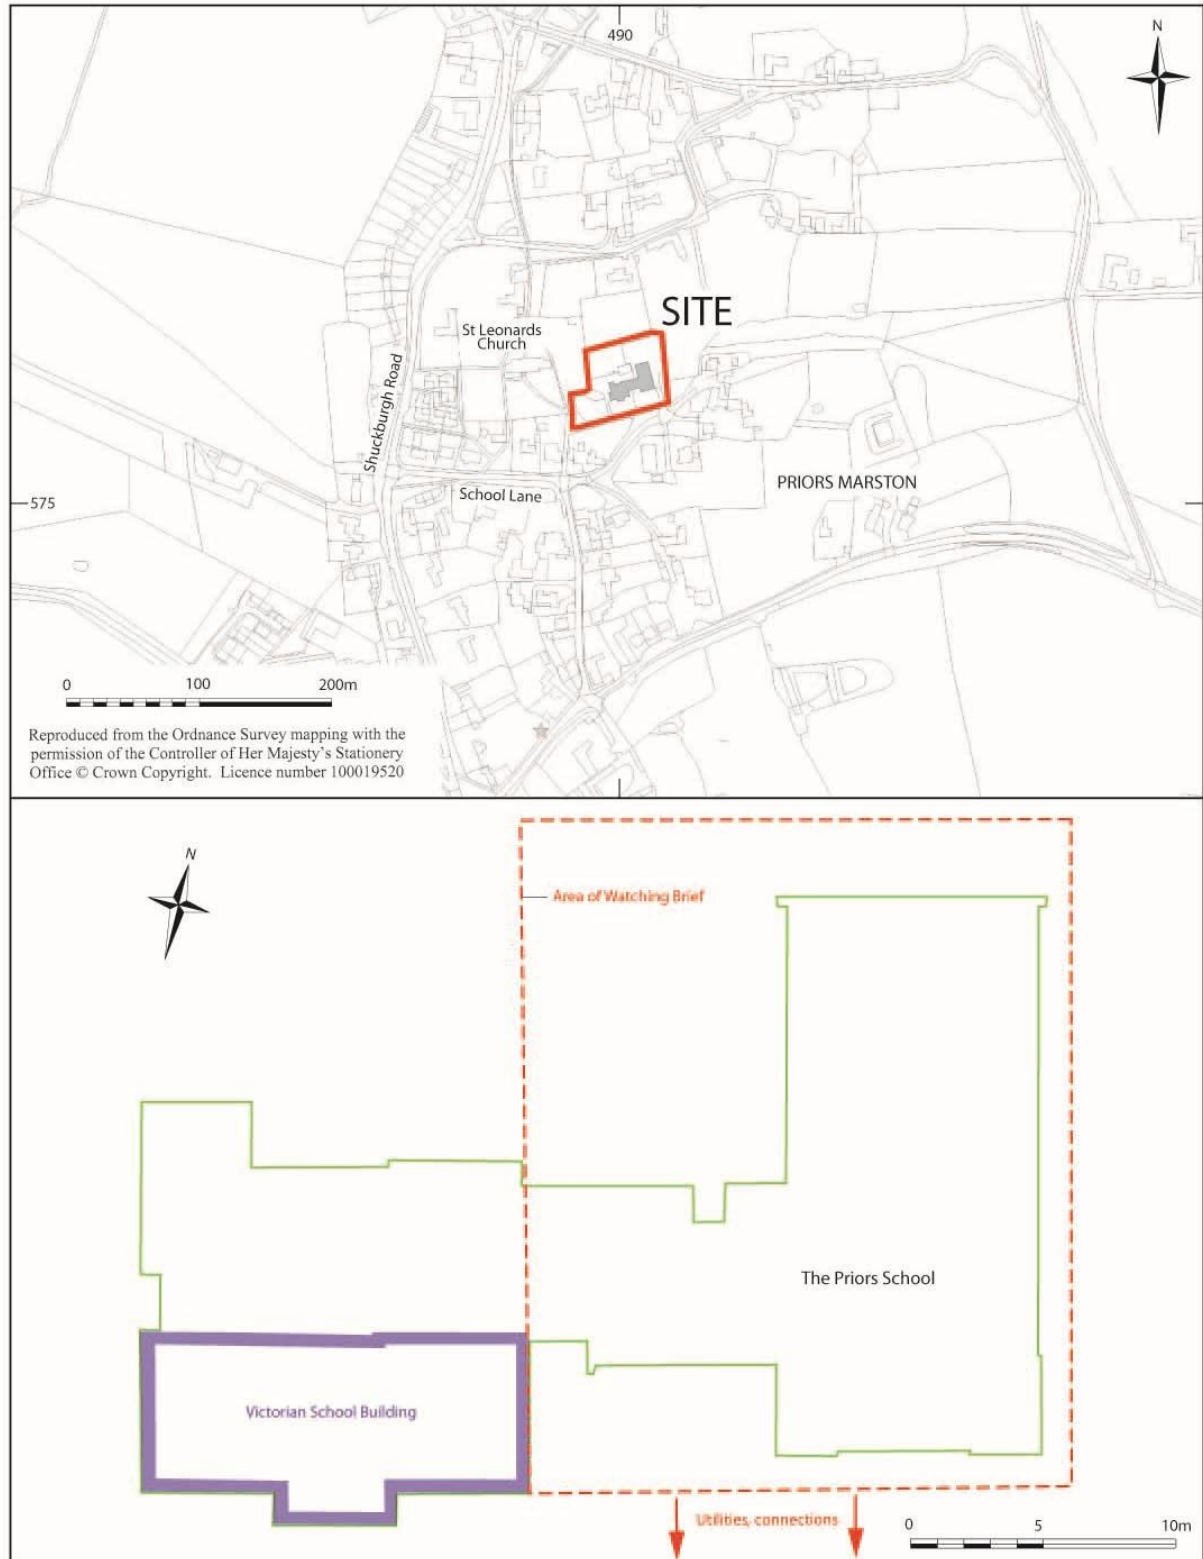 490
N
SITE
St Leonards
Church
Shuckburgh Road
PRIORS MARSTON
School Lane
575
0 100 200m
Reproduced from the Ordnance Survey mapping with the
permission of the Controller of Her Majesty's Stationery
Office © Crown Copyright. Licence number 100019520
N
Area of Watching Brief
The Priors School
Victorian School Building
Utilities, connections
0 5 10m